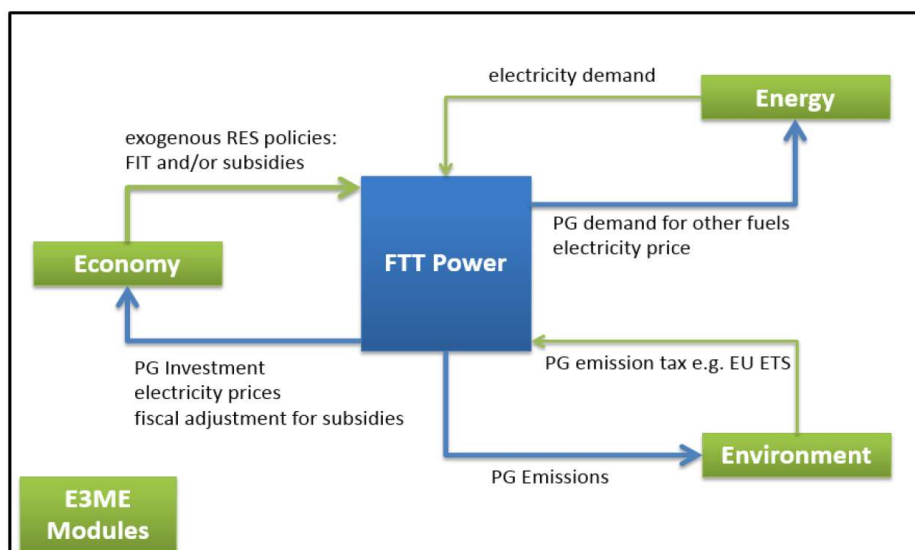 electricity demand
Energy
exogenous RES policies:
FIT and/or subsidies
PG demand for other fuels
electricity price
Economy
FTT Power
PG Investment
electricity prices
fiscal adjustment for subsidies
PG emission tax e.g. EU ETS
Environment
PG Emissions
E3ME
Modules